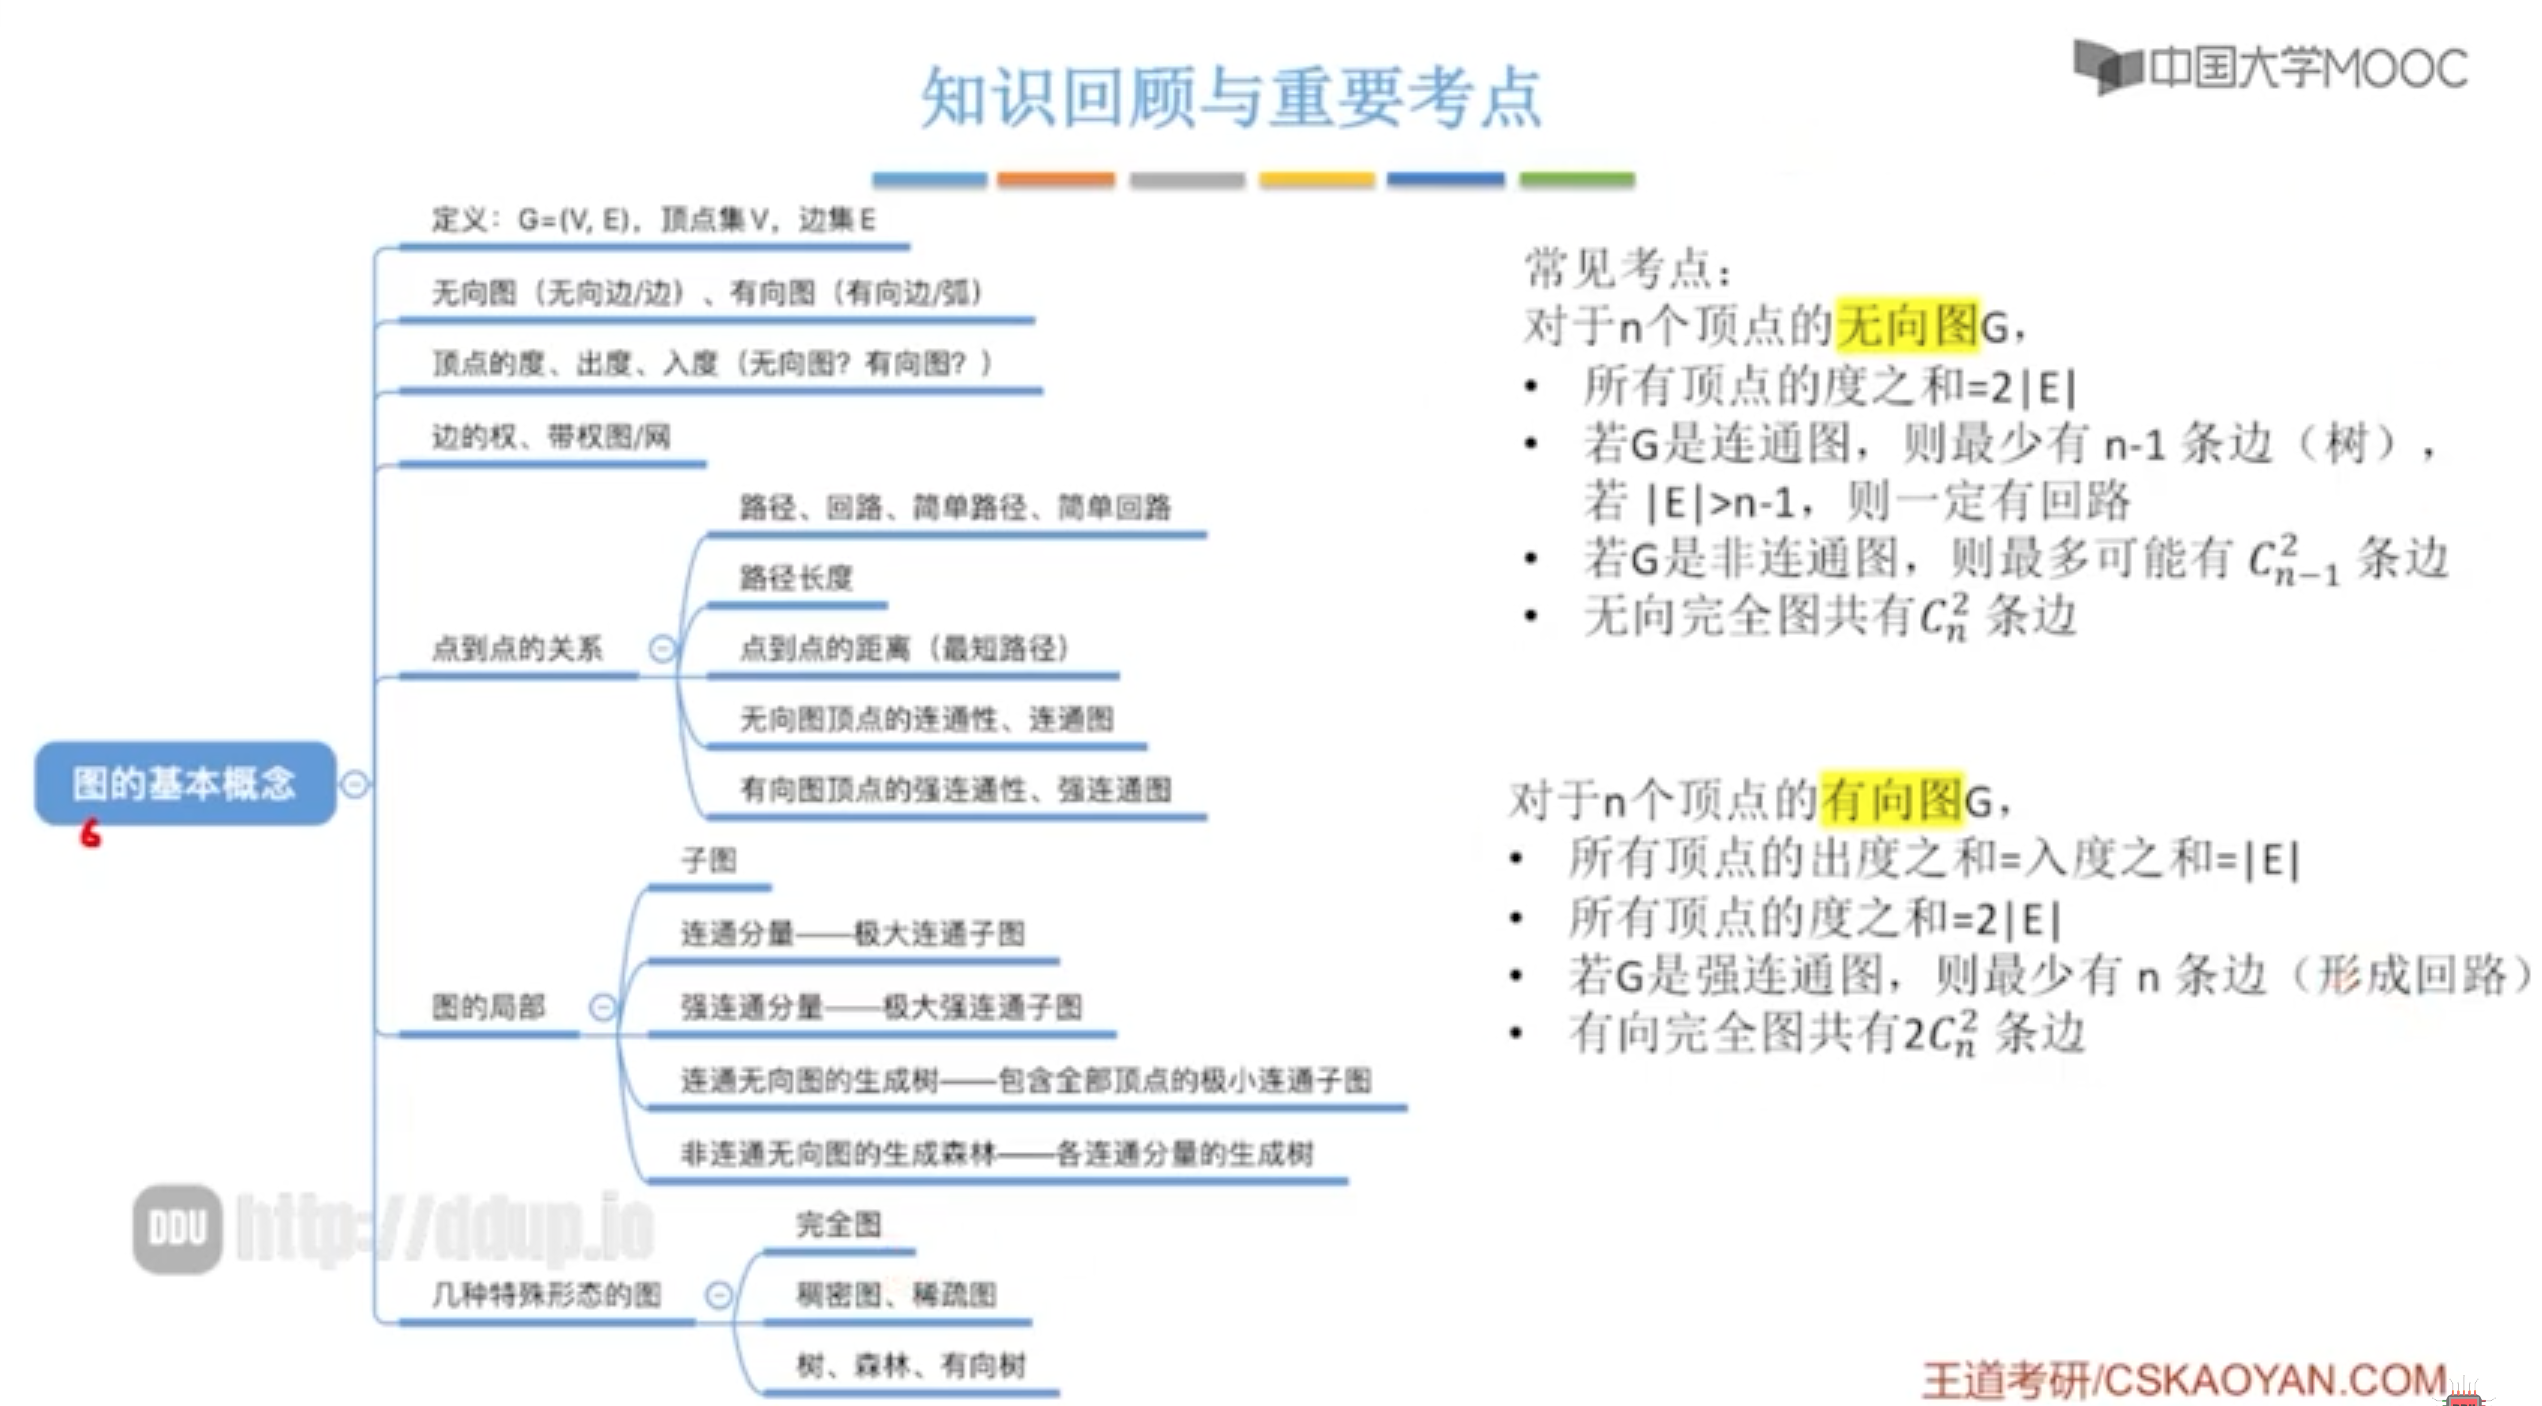 中国大学MOOC
知识回顾与重要考点
定义：G=(V, E)，顶点集 V，边集 E
无向图（无向边/边）、有向图（有向边/弧）
顶点的度、出度、入度（无向图？有向图？）
边的权、带权图/网
点到点的关系
路径、回路、简单路径、简单回路
路径长度
点到点的距离（最短路径）
无向图顶点的连通性、连通图
有向图顶点的强连通性、强连通图
图的基本概念
6
图的局部
子图
连通分量——极大连通子图
强连通分量——极大强连通子图
连通无向图的生成树——包含全部顶点的极小连通子图
非连通无向图的生成森林——各连通分量的生成树
几种特殊形态的图
完全图
稠密图、稀疏图
树、森林、有向树
常见考点：
对于n个顶点的无向图G，
• 所有顶点的度之和=2|E|
• 若G是连通图，则最少有 n-1 条边（树），
若 |E|>n-1，则一定有回路
• 若G是非连通图，则最多可能有 $C_{n-1}^2$ 条边
• 无向完全图共有$C_n^2$ 条边
对于n个顶点的有向图G，
• 所有顶点的出度之和=入度之和=|E|
• 所有顶点的度之和=2|E|
• 若G是强连通图，则最少有 n 条边（形成回路）
• 有向完全图共有2$C_n^2$ 条边
DDU http://ddup.io
王道考研/CSKAOYAN.COM